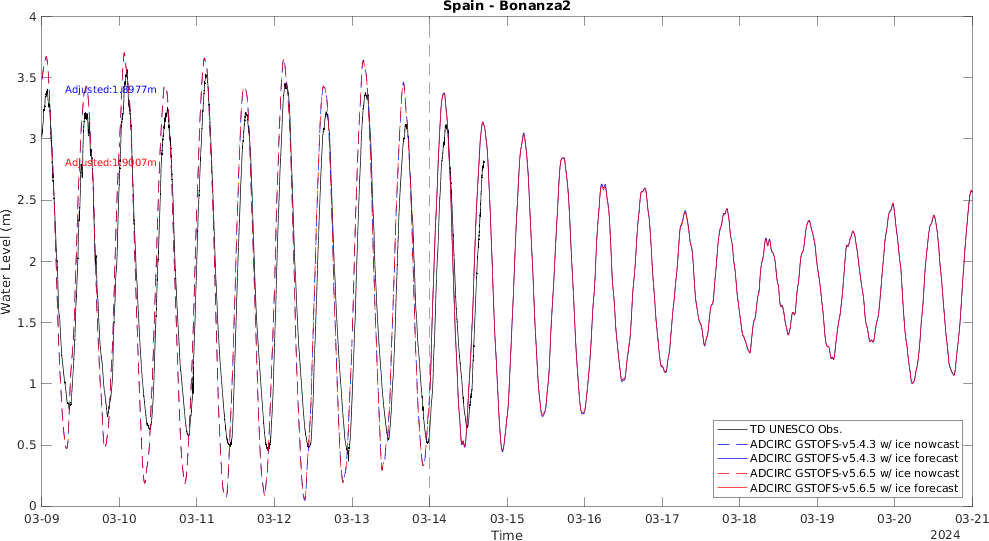 Spain - Bonanza2
4
3.5
3
2.5
2
1.5
1
0.5
0
Water Level (m)
Adjusted:1.8977m
Adjusted:1.9007m
TD UNESCO Obs.
ADCIRC GSTOFS-v5.4.3 w/ ice nowcast
ADCIRC GSTOFS-v5.4.3 w/ ice forecast
ADCIRC GSTOFS-v5.6.5 w/ ice nowcast
ADCIRC GSTOFS-v5.6.5 w/ ice forecast
03-09 03-10 03-11 03-12 03-13 03-14 03-15 03-16 03-17 03-18 03-19 03-20 03-21
Time
2024